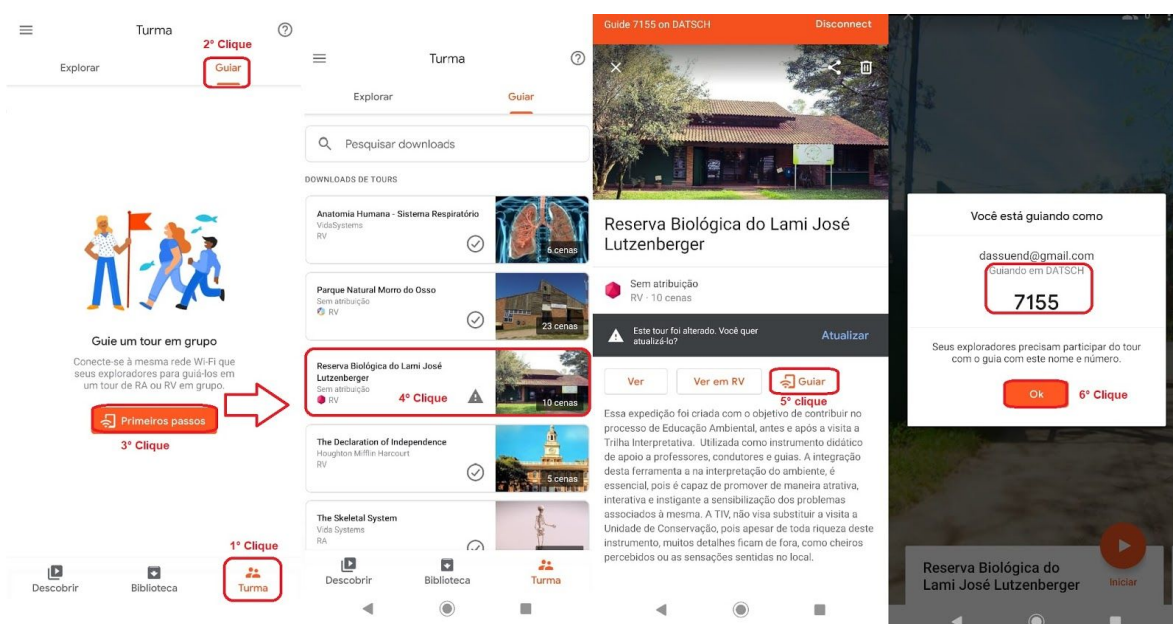 Turma
2° Clique
Explorar
Guiar
Guie um tour em grupo
Conecte-se à mesma rede Wi-Fi que
seus exploradores para guiá-los em
um tour de RA ou RV em grupo.
Primeiros passos
3° Clique
1° Clique
Descobrir
Biblioteca
Turma
Turma
Explorar
Guiar
Pesquisar downloads
DOWNLOADS DE TOURS
Anatomia Humana - Sistema Respiratório
VidaSystems
RV
6 cenas
Parque Natural Morro do Osso
Sem atribuição
RV
23 cenas
Reserva Biológica do Lami José
Lutzenberger
Sem atribuição
RV
4° Clique
10 cenas
The Declaration of Independence
Houghton Mifflin Harcourt
RV
5 cenas
The Skeletal System
Vida Systems
RA
Descobrir
Biblioteca
Turma
Guide 7155 on DATSCH
Disconnect
Reserva Biológica do Lami José
Lutzenberger
Sem atribuição
RV · 10 cenas
Este tour foi alterado. Você quer
atualizá-lo?
Atualizar
Ver
Ver em RV
Guiar
5° clique
Essa expedição foi criada com o objetivo de contribuir no
processo de Educação Ambiental, antes e após a visita a
Trilha Interpretativa. Utilizada como instrumento didático
de apoio a professores, condutores e guias. A integração
desta ferramenta a na interpretação do ambiente, é
essencial, pois é capaz de promover de maneira atrativa,
interativa e instigante a sensibilização dos problemas
associados à mesma. A TIV, não visa substituir a visita a
Unidade de Conservação, pois apesar de toda riqueza deste
instrumento, muitos detalhes ficam de fora, como cheiros
percebidos ou as sensações sentidas no local.
Você está guiando como
dassuend@gmail.com
Guiando em DATSCH
7155
Seus exploradores precisam participar do tour
com o guia com este nome e número.
Ok
6° Clique
Reserva Biológica do
Lami José Lutzenberger
Iniciar